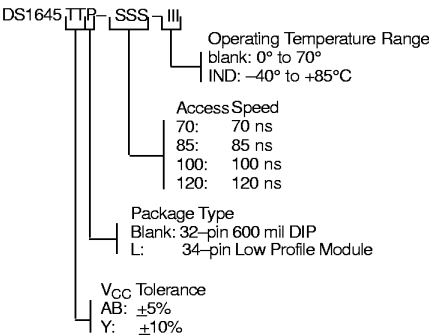 DS1645 TTP– SSS – III
Operating Temperature Range
blank: 0° to 70°
IND: –40° to +85°C
Access Speed
70: 70 ns
85: 85 ns
100: 100 ns
120: 120 ns
Package Type
Blank: 32–pin 600 mil DIP
L: 34–pin Low Profile Module
VCC Tolerance
AB: ±5%
Y: ±10%